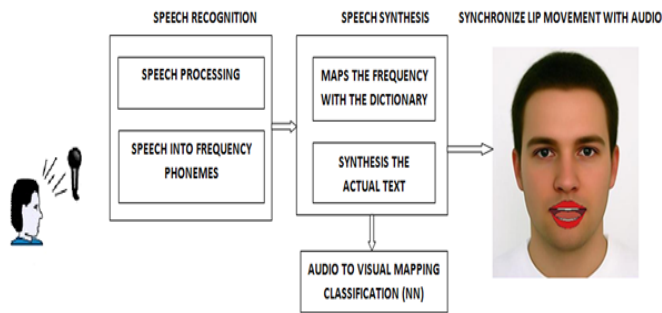 SPEECH RECOGNITION
SPEECH SYNTHESIS
SYNCHRONIZE LIP MOVEMENT WITH AUDIO
SPEECH PROCESSING
SPEECH INTO FREQUENCY
PHONEMES
MAPS THE FREQUENCY
WITH THE DICTIONARY
SYNTHESIS THE
ACTUAL TEXT
AUDIO TO VISUAL MAPPING
CLASSIFICATION (NN)